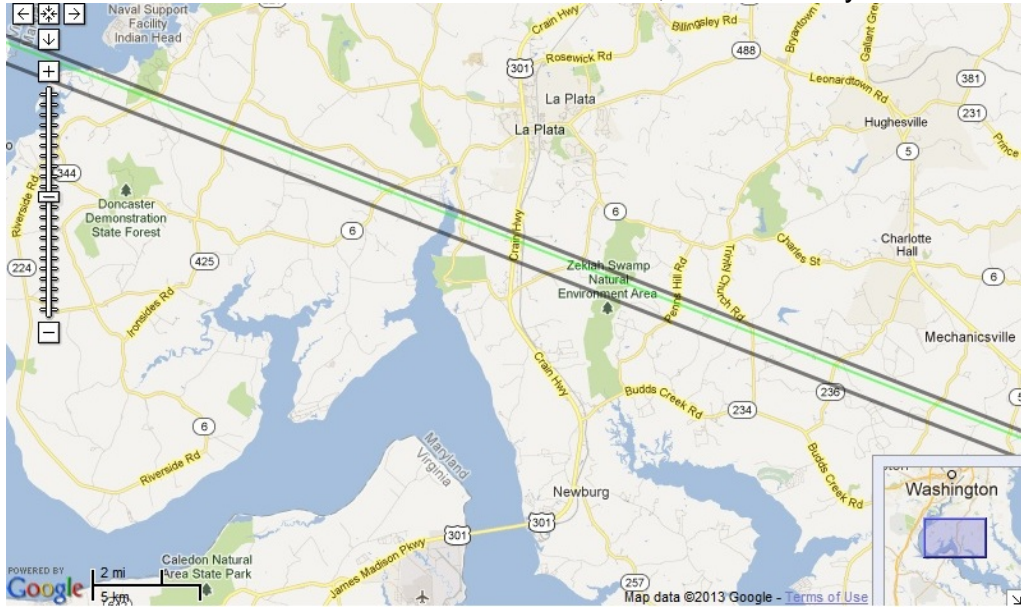 Naval Support
Facility
Indian Head
Crain Hwy
Billingsley Rd
Bryantown
Gallant Gre
488
301
Rosewick Rd
Leonardtown Rd
381
La Plata
231
Hughesville
La Plata
Prince
5
344
Riverside Rd
Doncaster
Demonstration
State Forest
6
6
Crain Hwy
Charles St
Charlotte
Hall
425
224
Zekiah Swamp
Natural
Environment Area
Penns Hill Rd
Trinity Church Rd
6
Ironsides Rd
Mechanicsville
Crain Hwy
Budds Creek Rd
236
5
234
6
Maryland
Virginia
Riverside Rd
Budds Creek Rd
Washington
Newburg
301
301
Caledon Natural
Area State Park
James Madison Pkwy
257
POWERED BY
Google
2 mi
5 km
Map data ©2013 Google - Terms of Use